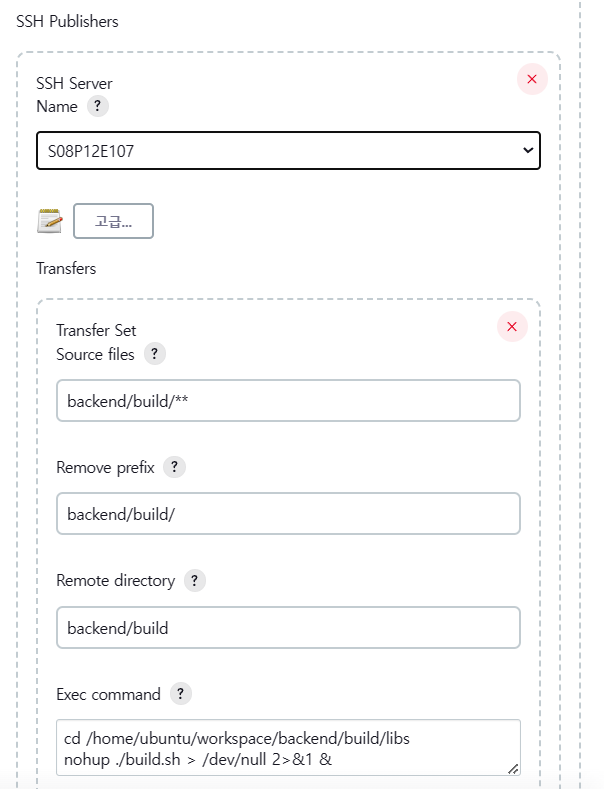 SSH Publishers
SSH Server
Name ?
S08P12E107
고급...
Transfers
Transfer Set
Source files ?
backend/build/**
Remove prefix ?
backend/build/
Remote directory ?
backend/build
Exec command ?
cd /home/ubuntu/workspace/backend/build/libs
nohup ./build.sh > /dev/null 2>&1 &